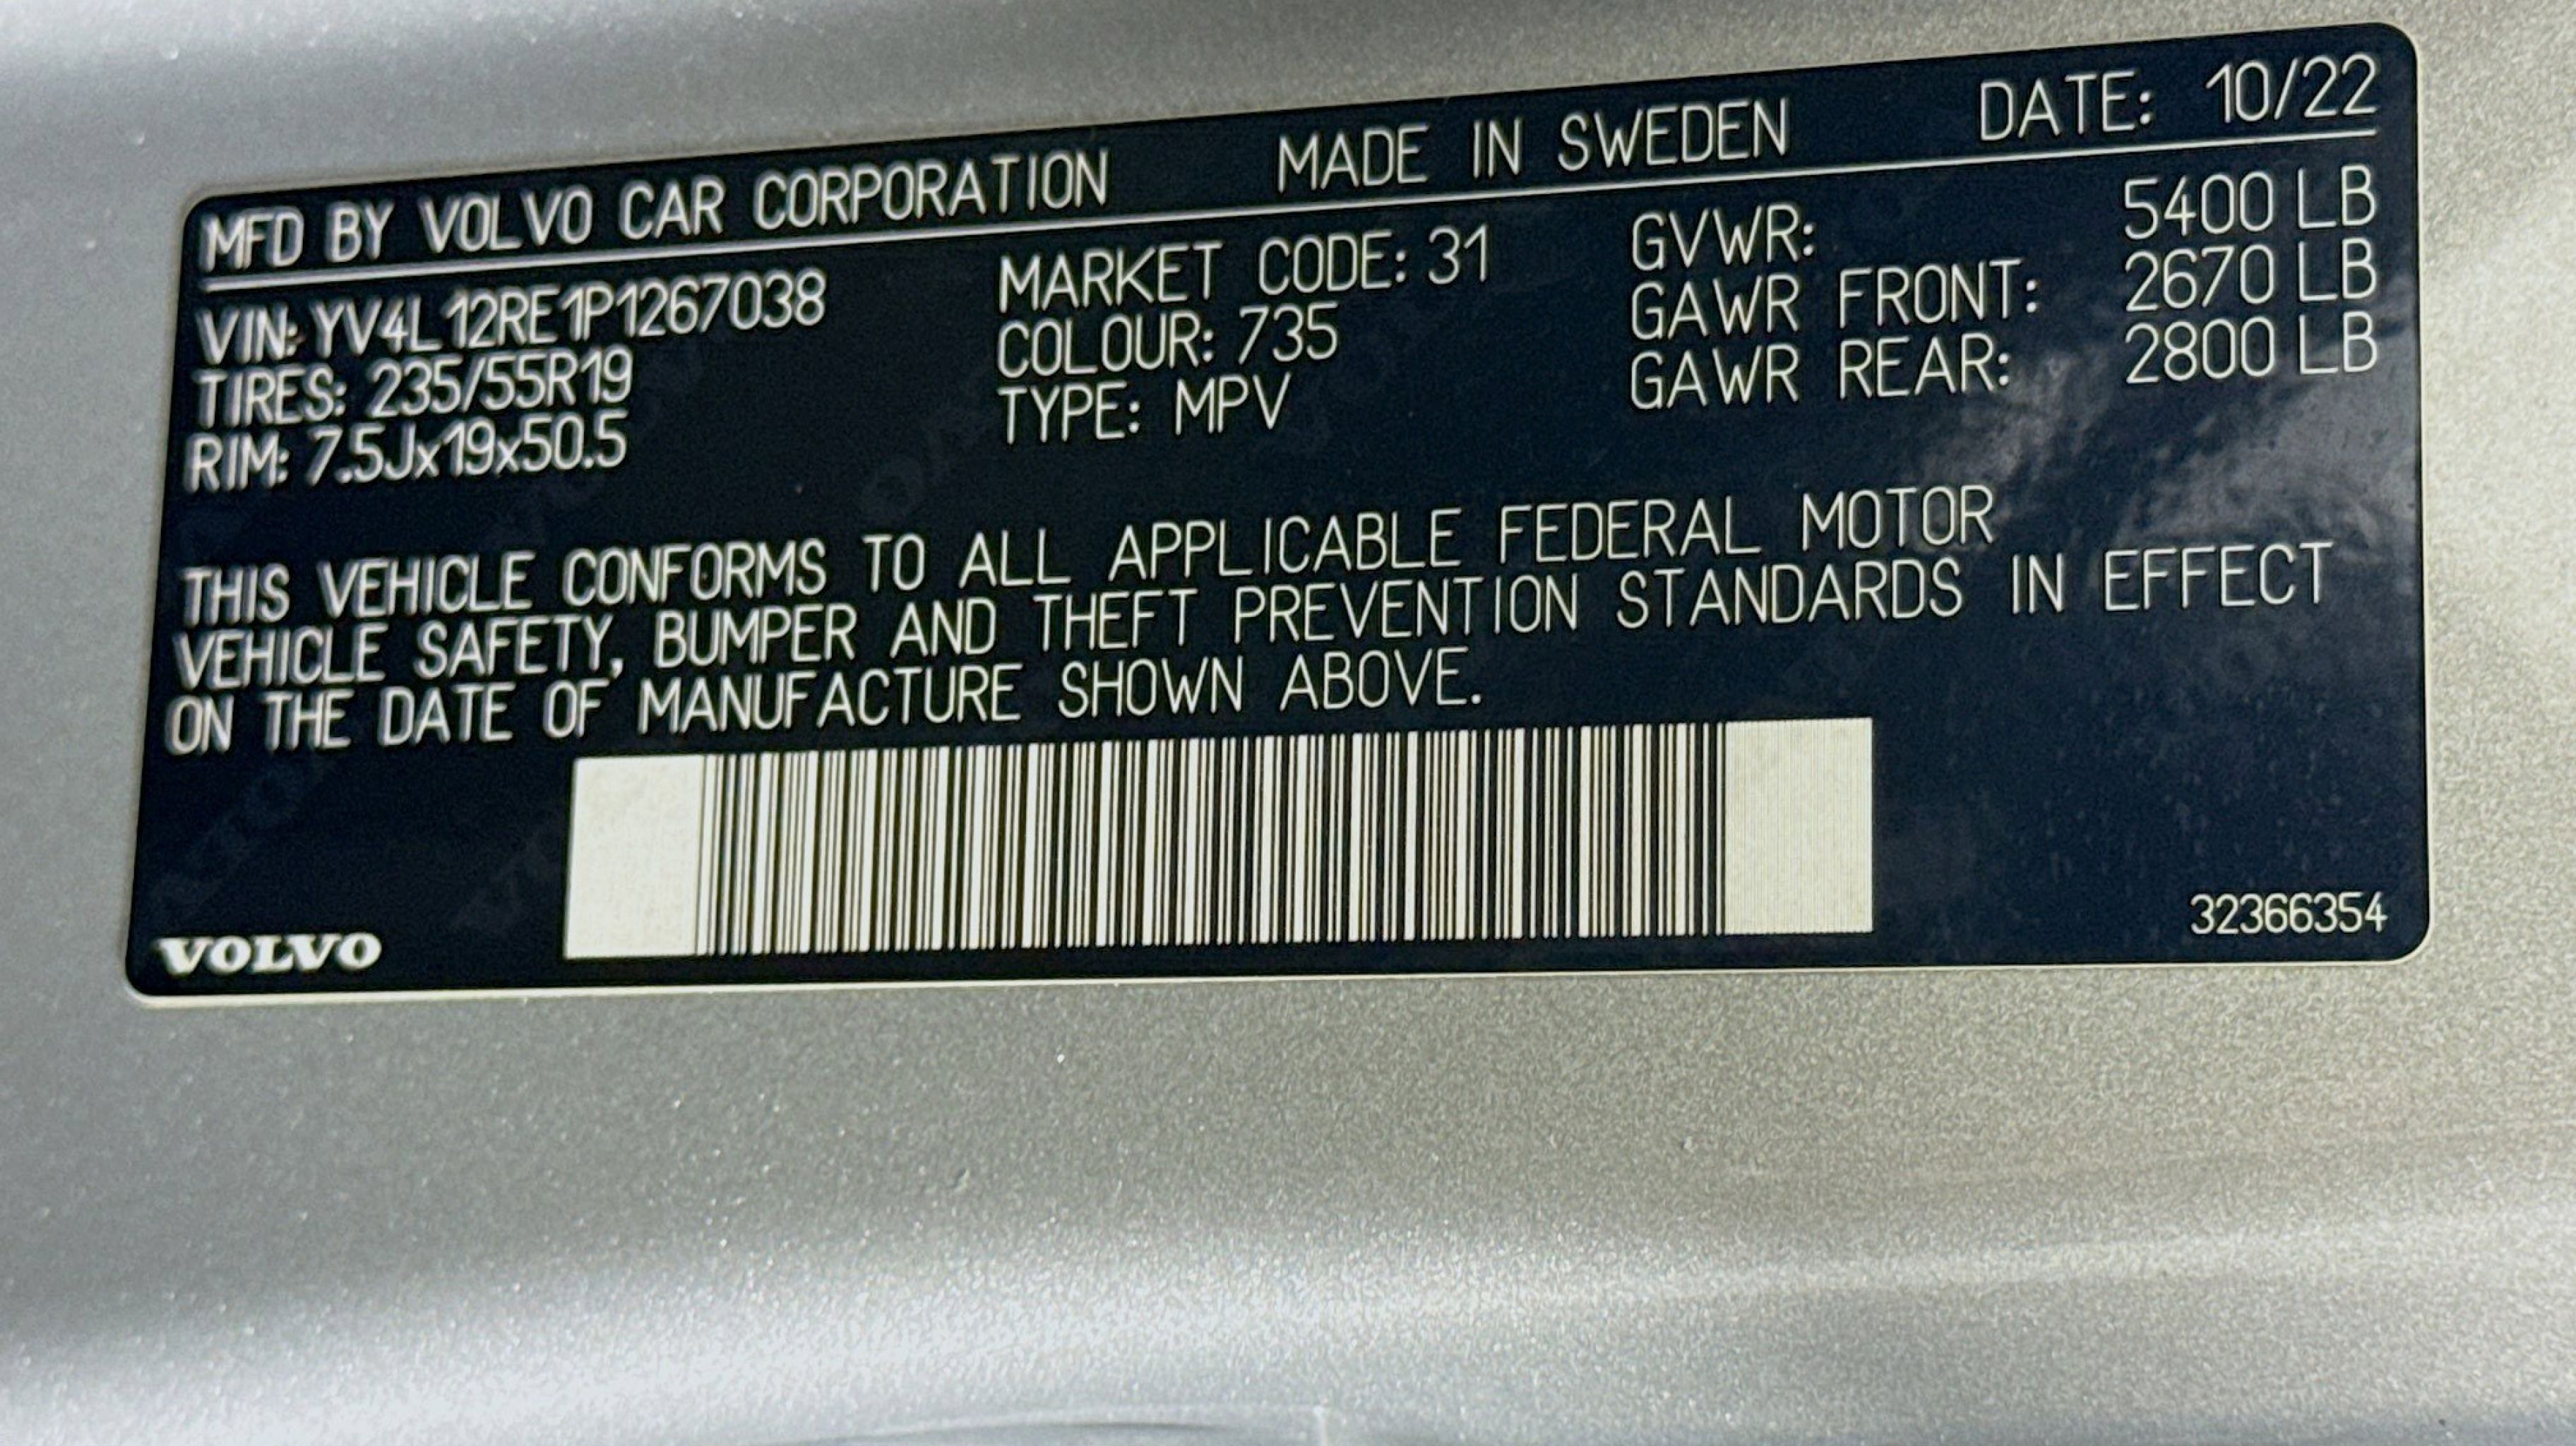 MFD BY VOLVO CAR CORPORATION MADE IN SWEDEN DATE: 10/22
VIN: YV4L12RE1P1267038 MARKET CODE: 31 GVWR: 5400 LB
TIRES: 235/55R19 COLOUR: 735 GAWR FRONT: 2670 LB
RIM: 7.5Jx19x50.5 TYPE: MPV GAWR REAR: 2800 LB
THIS VEHICLE CONFORMS TO ALL APPLICABLE FEDERAL MOTOR
VEHICLE SAFETY, BUMPER AND THEFT PREVENTION STANDARDS IN EFFECT
ON THE DATE OF MANUFACTURE SHOWN ABOVE.
VOLVO 32366354